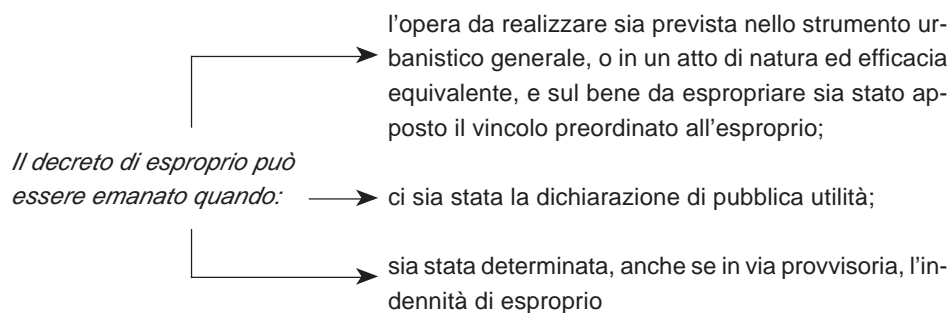 Il decreto di esproprio può
essere emanato quando:
l'opera da realizzare sia prevista nello strumento ur-
banistico generale, o in un atto di natura ed efficacia
equivalente, e sul bene da espropriare sia stato ap-
posto il vincolo preordinato all'esproprio;
ci sia stata la dichiarazione di pubblica utilità;
sia stata determinata, anche se in via provvisoria, l'in-
dennità di esproprio